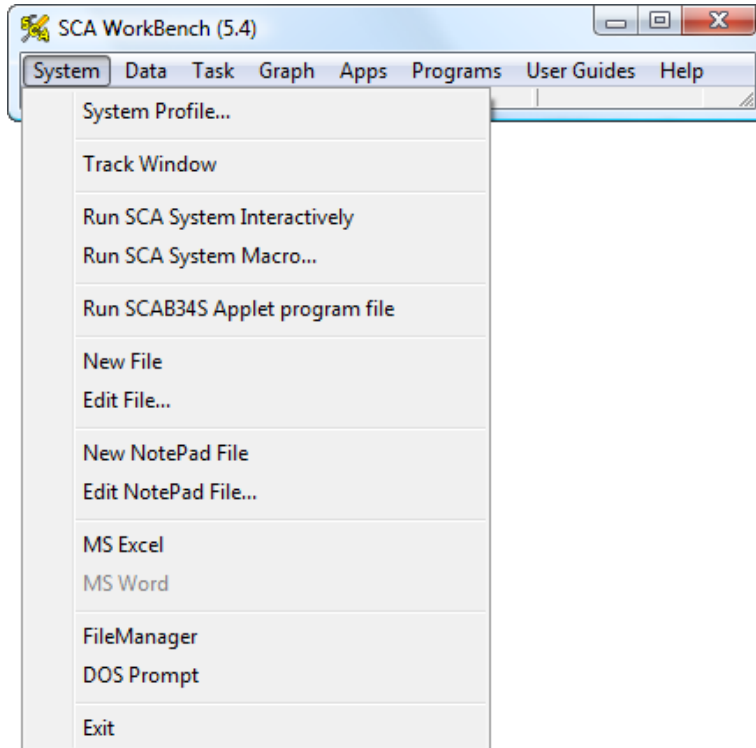 SCA WorkBench (5.4)
System Data Task Graph Apps Programs User Guides Help
System Profile...
Track Window
Run SCA System Interactively
Run SCA System Macro...
Run SCAB34S Applet program file
New File
Edit File...
New NotePad File
Edit NotePad File...
MS Excel
MS Word
FileManager
DOS Prompt
Exit